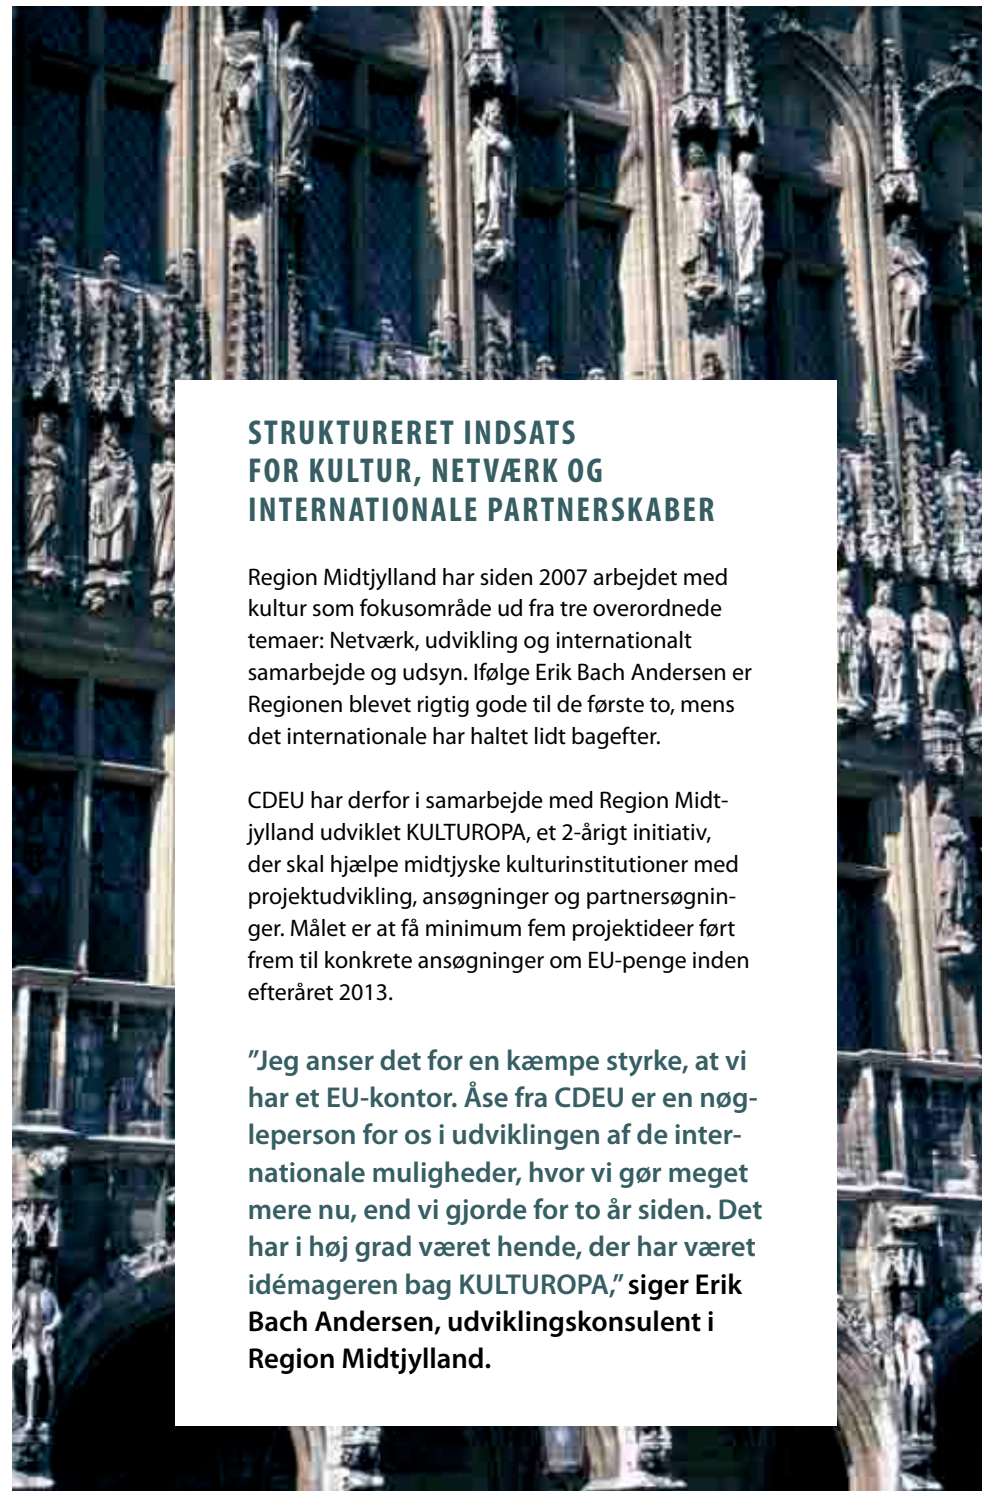 STRUKTURERET INDSATS
FOR KULTUR, NETVÆRK OG
INTERNATIONALE PARTNERSKABER
Region Midtjylland har siden 2007 arbejdet med
kultur som fokusområde ud fra tre overordnede
temaer: Netværk, udvikling og internationalt
samarbejde og udsyn. Ifølge Erik Bach Andersen er
Regionen blevet rigtig gode til de første to, mens
det internationale har haltet lidt bagefter.
CDEU har derfor i samarbejde med Region Midt-
jylland udviklet KULTUROPA, et 2-årigt initiativ,
der skal hjælpe midtjyske kulturinstitutioner med
projektudvikling, ansøgninger og partnersøgnin-
ger. Målet er at få minimum fem projektideer ført
frem til konkrete ansøgninger om EU-penge inden
efteråret 2013.
”Jeg anser det for en kæmpe styrke, at vi
har et EU-kontor. Åse fra CDEU er en nøg-
leperson for os i udviklingen af de inter-
nationale muligheder, hvor vi gør meget
mere nu, end vi gjorde for to år siden. Det
har i høj grad været hende, der har været
idémageren bag KULTUROPA,” siger Erik
Bach Andersen, udviklingskonsulent i
Region Midtjylland.